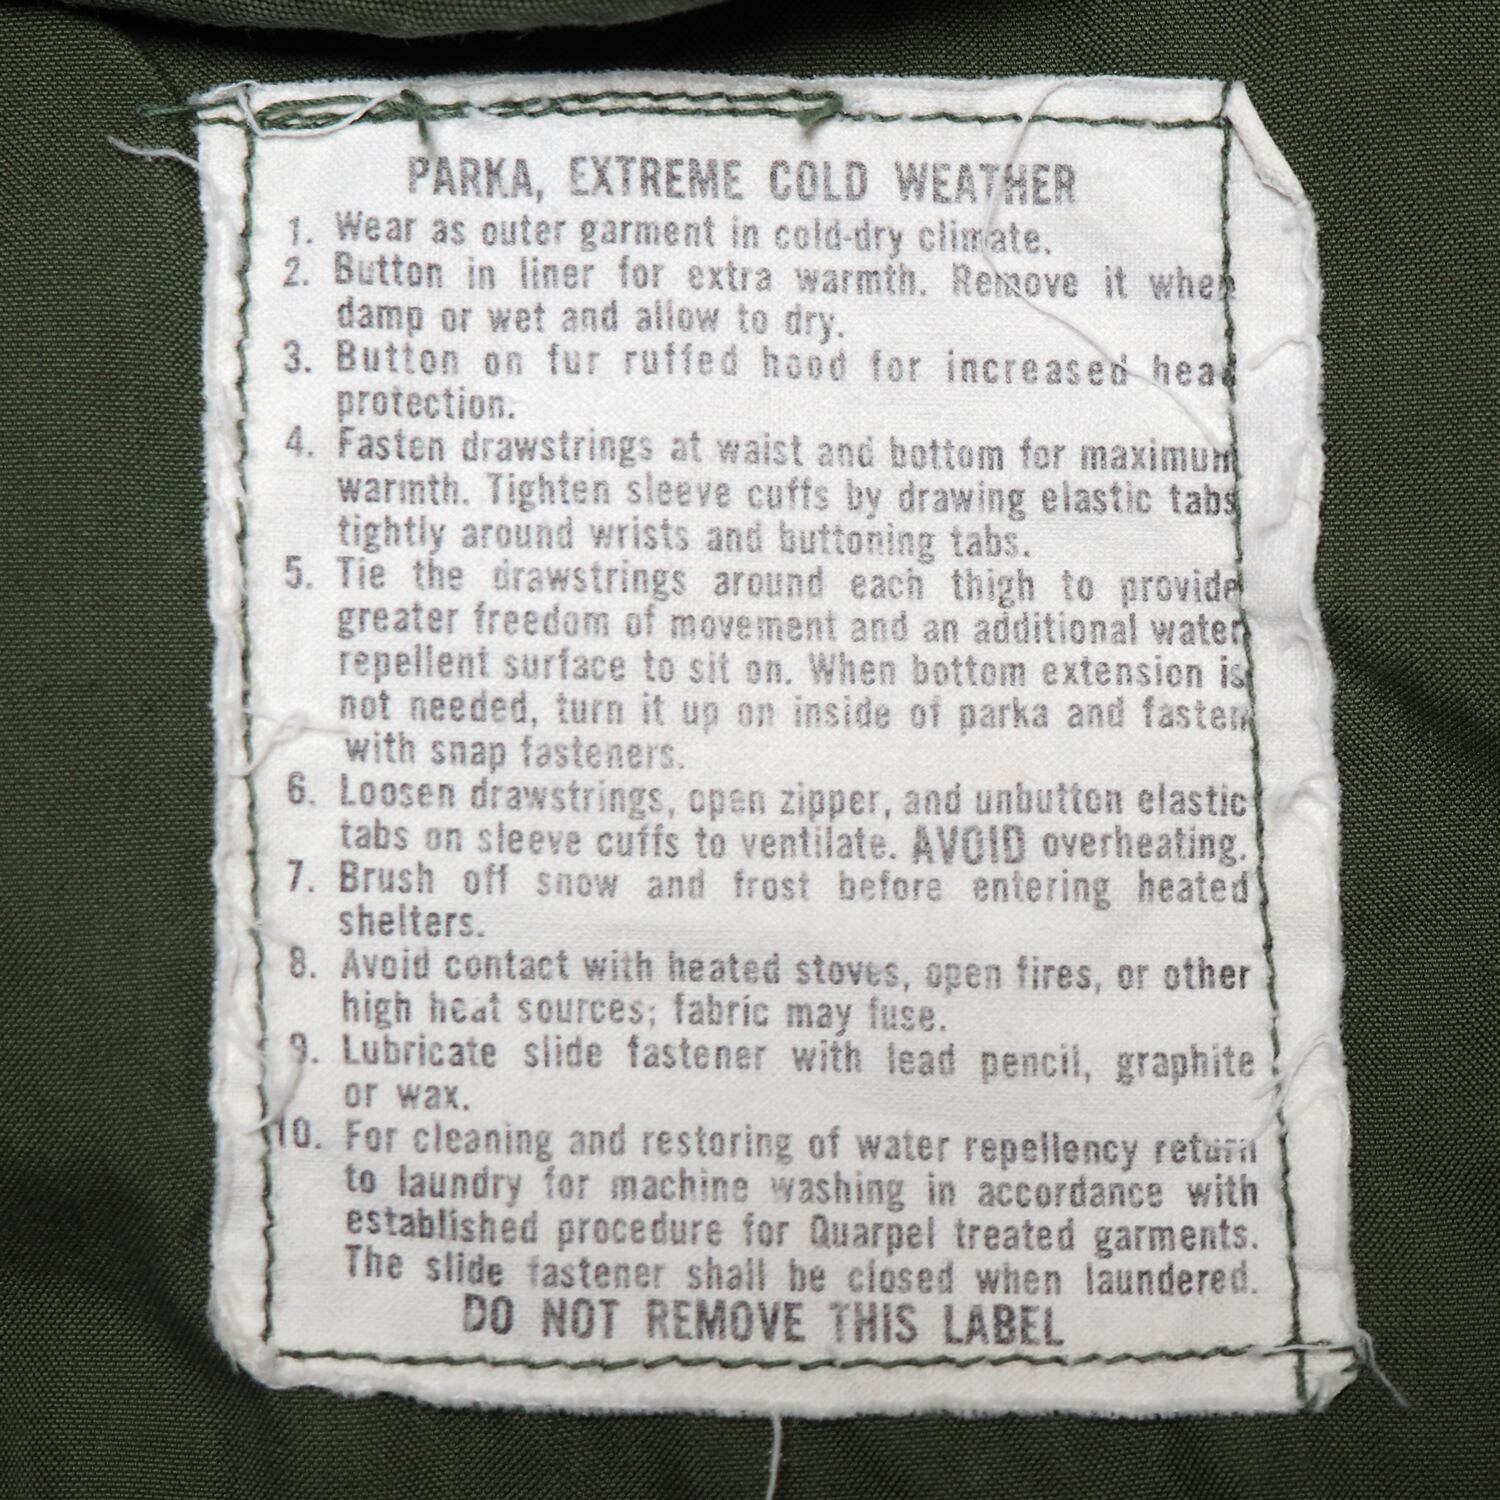 PARKA, EXTREME COLD WEATHER
1. Wear as outer garment in cold-dry climate.
2. Button in liner for extra warmth. Remove it when
damp or wet and allow to dry.
3. Button on fur ruffed hood for increased head
protection.
4. Fasten drawstrings at waist and bottom for maximum
warmth. Tighten sleeve cuffs by drawing elastic tabs
tightly around wrists and buttoning tabs.
5. Tie the drawstrings around each thigh to provide
greater freedom of movement and an additional water
repellent surface to sit on. When bottom extension is
not needed, turn it up on inside of parka and fasten
with snap fasteners.
6. Loosen drawstrings, open zipper, and unbutton elastic
tabs on sleeve cuffs to ventilate. AVOID overheating.
7. Brush off snow and frost before entering heated
shelters.
8. Avoid contact with heated stoves, open fires, or other
high heat sources; fabric may fuse.
9. Lubricate slide fastener with lead pencil, graphite
or wax.
10. For cleaning and restoring of water repellency return
to laundry for machine washing in accordance with
established procedure for Quarpel treated garments.
The slide fastener shall be closed when laundered.
DO NOT REMOVE THIS LABEL